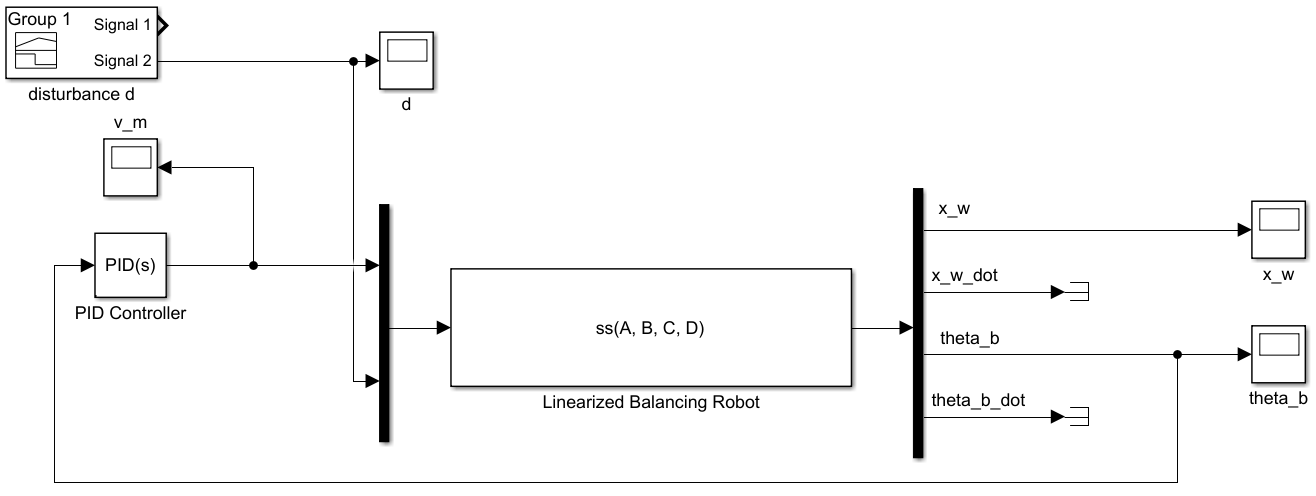 Group 1
Signal 1
Signal 2
disturbance d
d
v_m
PID(s)
PID Controller
ss(A, B, C, D)
Linearized Balancing Robot
x_w
x_w_dot
theta_b
theta_b_dot
x_w
theta_b